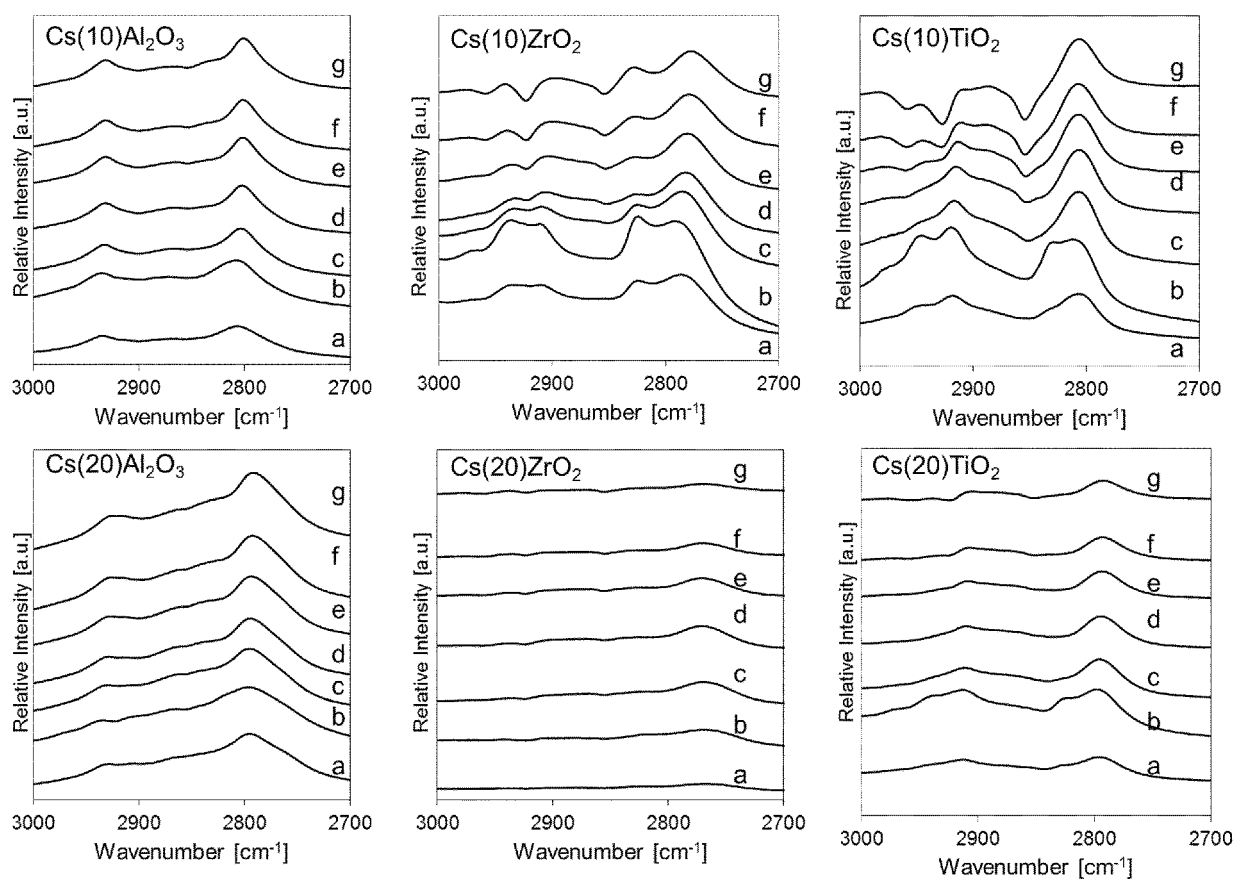 Cs(10)Al₂O₃
Relative Intensity [a.u.]
g
f
e
d
c
b
a
3000 2900 2800 2700
Wavenumber [cm⁻¹]
Cs(10)ZrO₂
Relative Intensity [a.u.]
g
f
e
d
c
b
a
3000 2900 2800 2700
Wavenumber [cm⁻¹]
Cs(10)TiO₂
Relative Intensity [a.u.]
g
f
e
d
c
b
a
3000 2900 2800 2700
Wavenumber [cm⁻¹]
Cs(20)Al₂O₃
Relative Intensity [a.u.]
g
f
e
d
c
b
a
3000 2900 2800 2700
Wavenumber [cm⁻¹]
Cs(20)ZrO₂
Relative Intensity [a.u.]
g
f
e
d
c
b
a
3000 2900 2800 2700
Wavenumber [cm⁻¹]
Cs(20)TiO₂
Relative Intensity [a.u.]
g
f
e
d
c
b
a
3000 2900 2800 2700
Wavenumber [cm⁻¹]